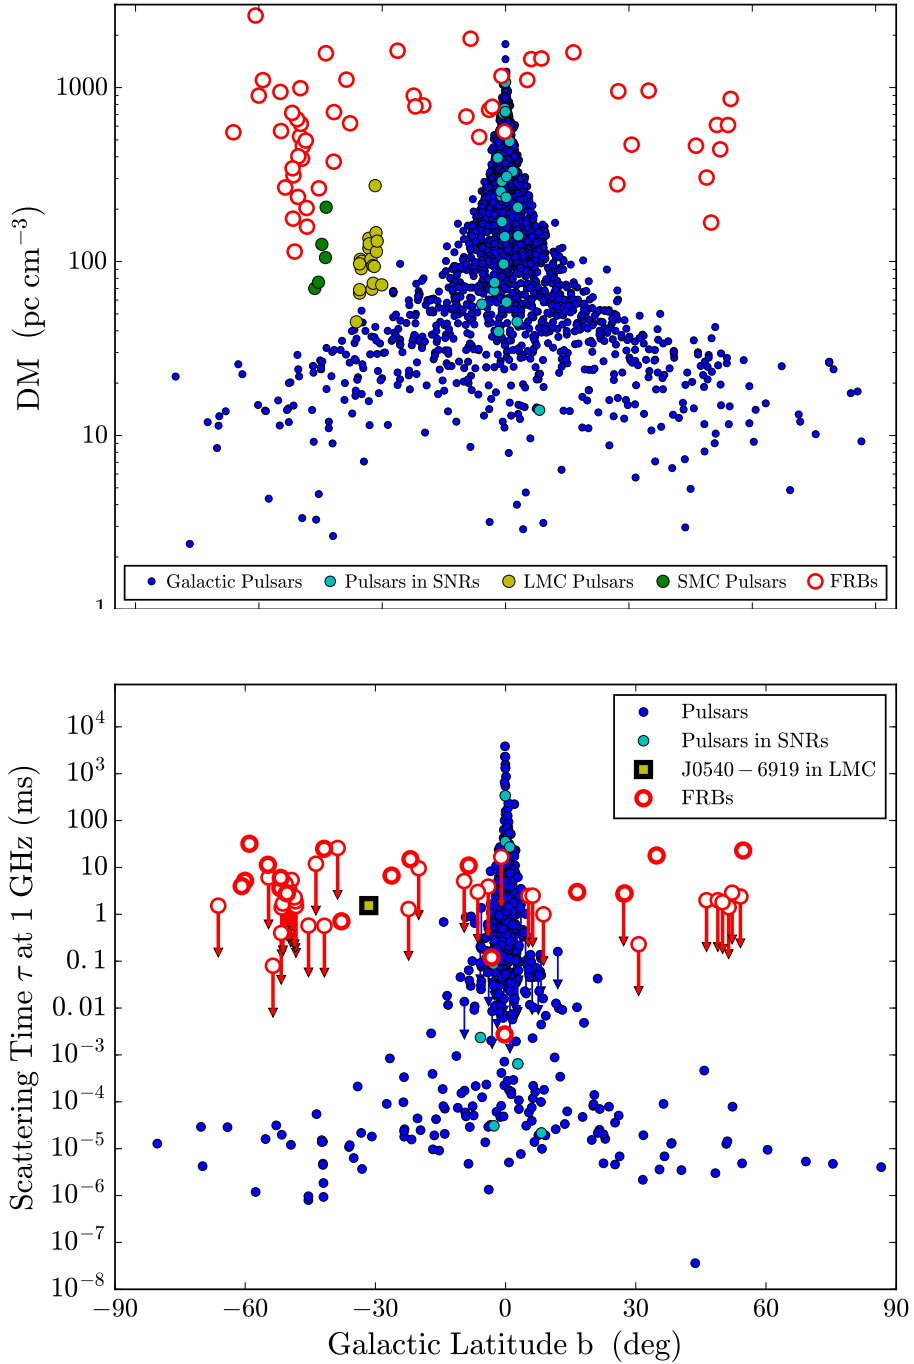 1000
100
10
1
DM (pc cm⁻³)
Galactic Pulsars Pulsars in SNRs LMC Pulsars SMC Pulsars FRBs
10⁴
10³
100
10
1
0.1
0.01
10⁻³
10⁻⁴
10⁻⁵
10⁻⁶
10⁻⁷
10⁻⁸
Scattering Time τ at 1 GHz (ms)
Pulsars
Pulsars in SNRs
J0540−6919 in LMC
FRBs
−90 −60 −30 0 30 60 90
Galactic Latitude b (deg)